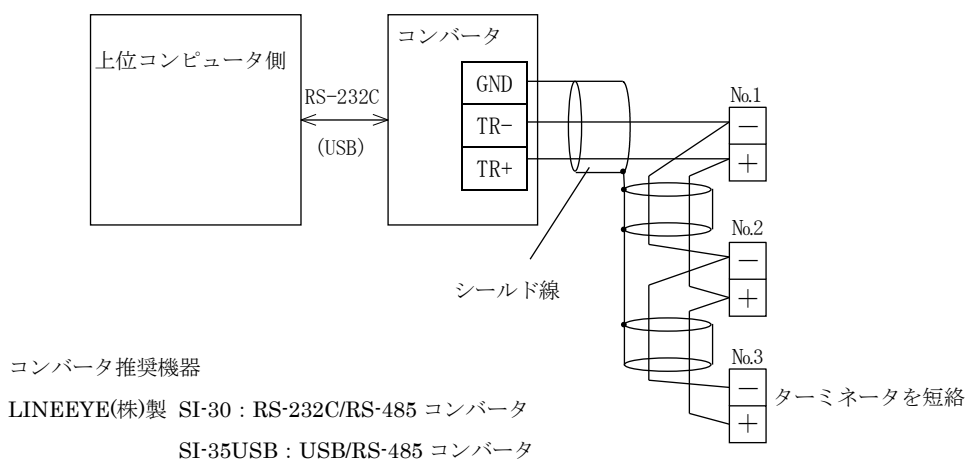 上位コンピュータ側
RS-232C
(USB)
コンバータ
GND
TR-
TR+
シールド線
No.1
－
＋
No.2
－
＋
No.3
－
＋
ターミネータを短絡
コンバータ推奨機器
LINEEYE(株)製 SI-30：RS-232C/RS-485 コンバータ
SI-35USB：USB/RS-485 コンバータ